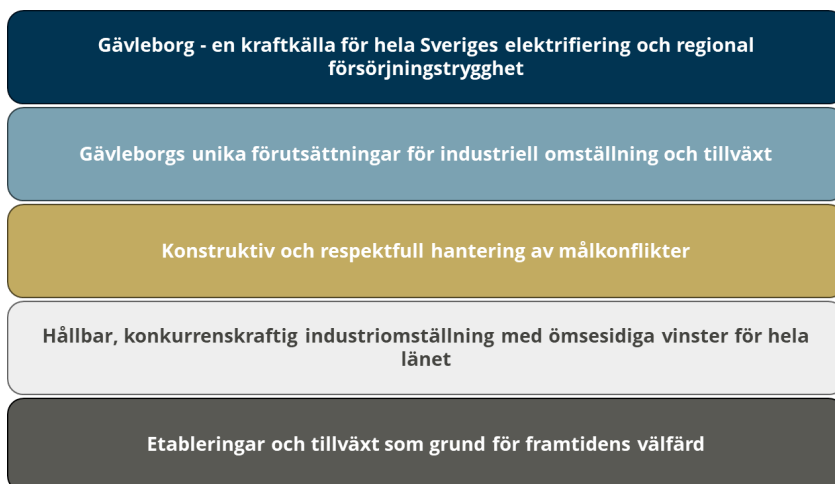 Gävleborg - en kraftkälla för hela Sveriges elektrifiering och regional
försörjningstrygghet
Gävleborgs unika förutsättningar för industriell omställning och tillväxt
Konstruktiv och respektfull hantering av målkonflikter
Hållbar, konkurrenskraftig industriomställning med ömsesidiga vinster för hela
länet
Etableringar och tillväxt som grund för framtidens välfärd